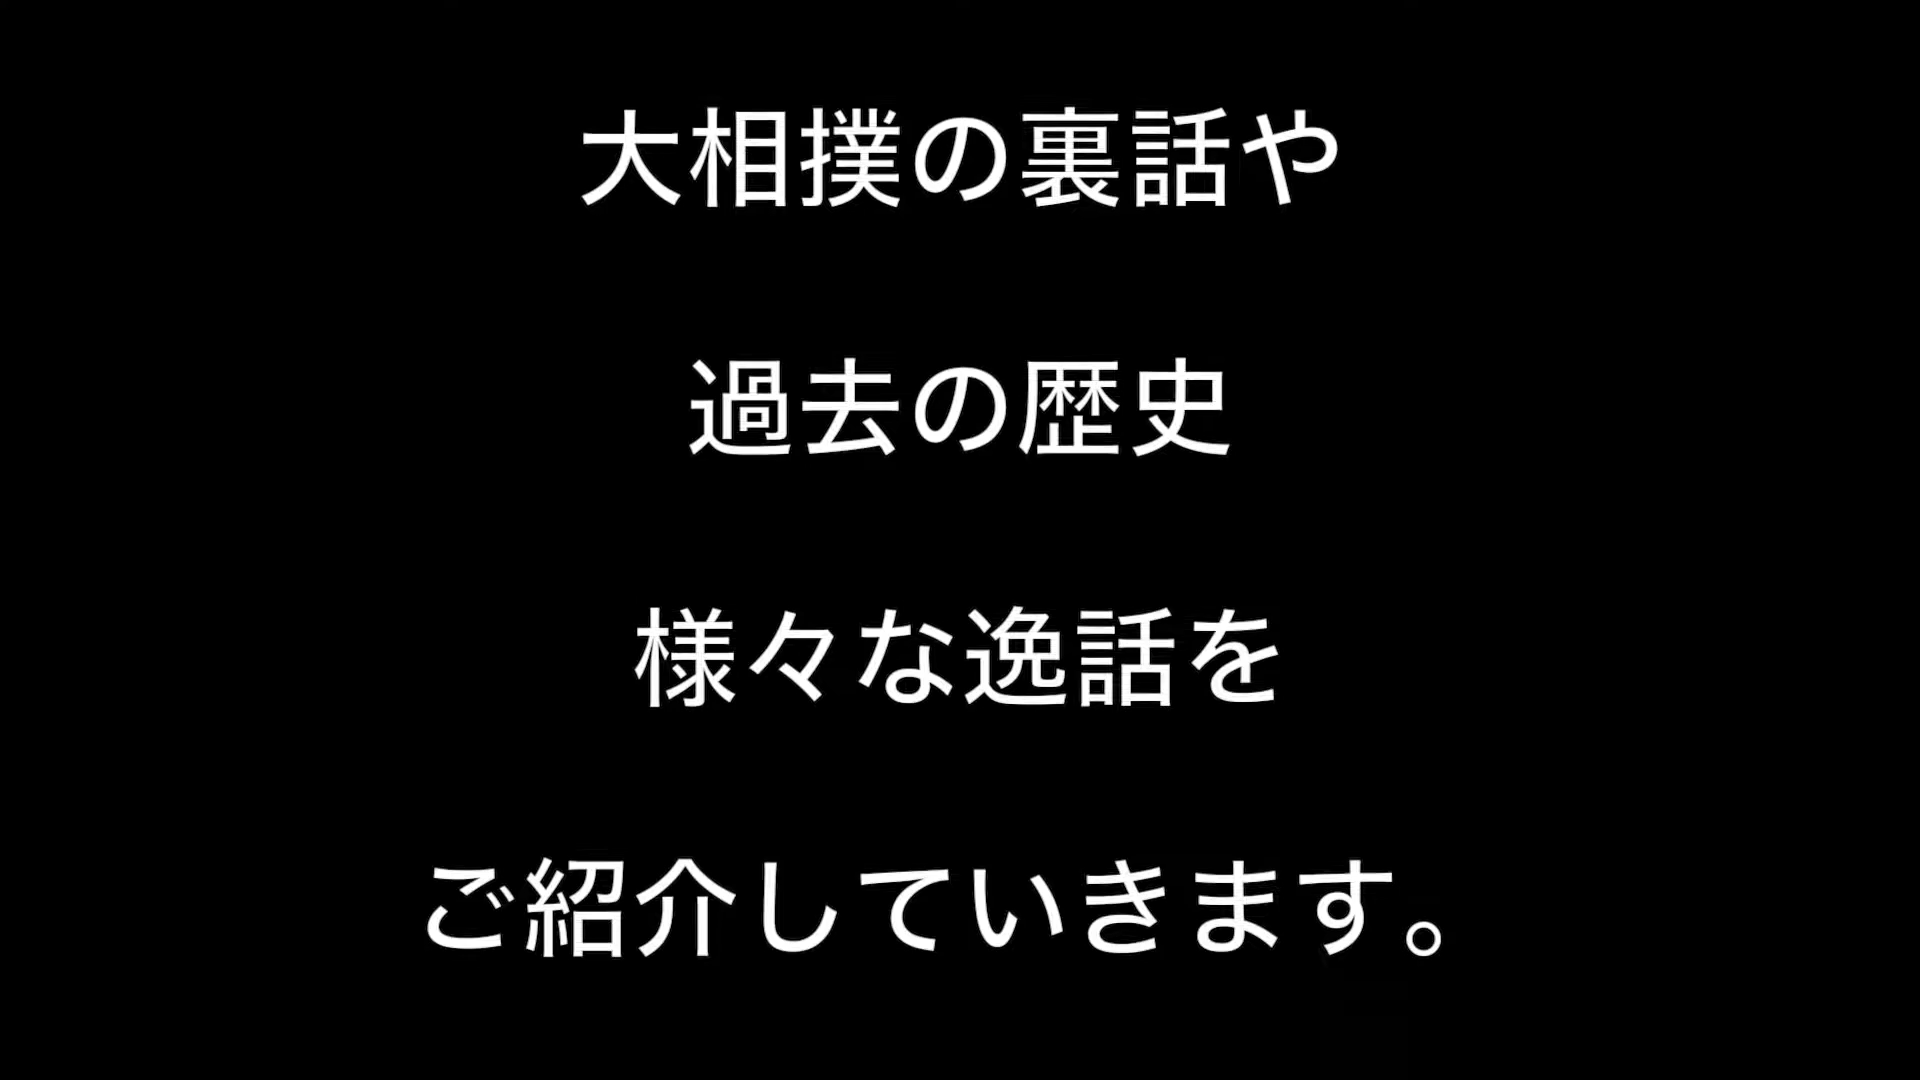 大相撲の裏話や
過去の歴史
様々な逸話を
ご紹介していきます。